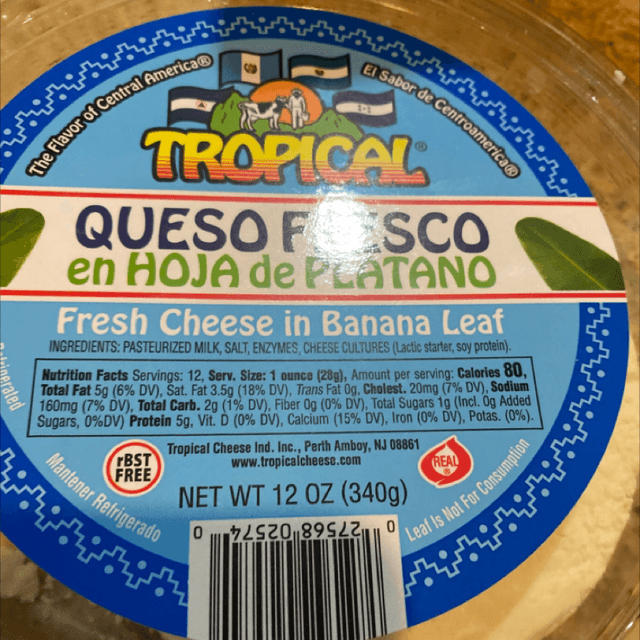 The Flavor of Central America®
El Sabor de Centroamerica®
TROPICAL®
QUESO FRESCO
en HOJA de PLATANO
Fresh Cheese in Banana Leaf
INGREDIENTS: PASTEURIZED MILK, SALT, ENZYMES, CHEESE CULTURES (Lactic starter, soy protein).
Nutrition Facts Servings: 12, Serv. Size: 1 ounce (28g), Amount per serving: Calories 80,
Total Fat 5g (6% DV), Sat. Fat 3.5g (18% DV), Trans Fat 0g, Cholest. 20mg (7% DV), Sodium
160mg (7% DV), Total Carb. 2g (1% DV), Fiber 0g (0% DV), Total Sugars 1g (Incl. 0g Added
Sugars, 0%DV) Protein 5g, Vit. D (0% DV), Calcium (15% DV), Iron (0% DV), Potas. (0%).
Tropical Cheese Ind. Inc., Perth Amboy, NJ 08861
www.tropicalcheese.com
rBST
FREE
REAL®
NET WT 12 OZ (340g)
Mantener Refrigerado
Leaf Is Not For Consumption
0 27568 02574